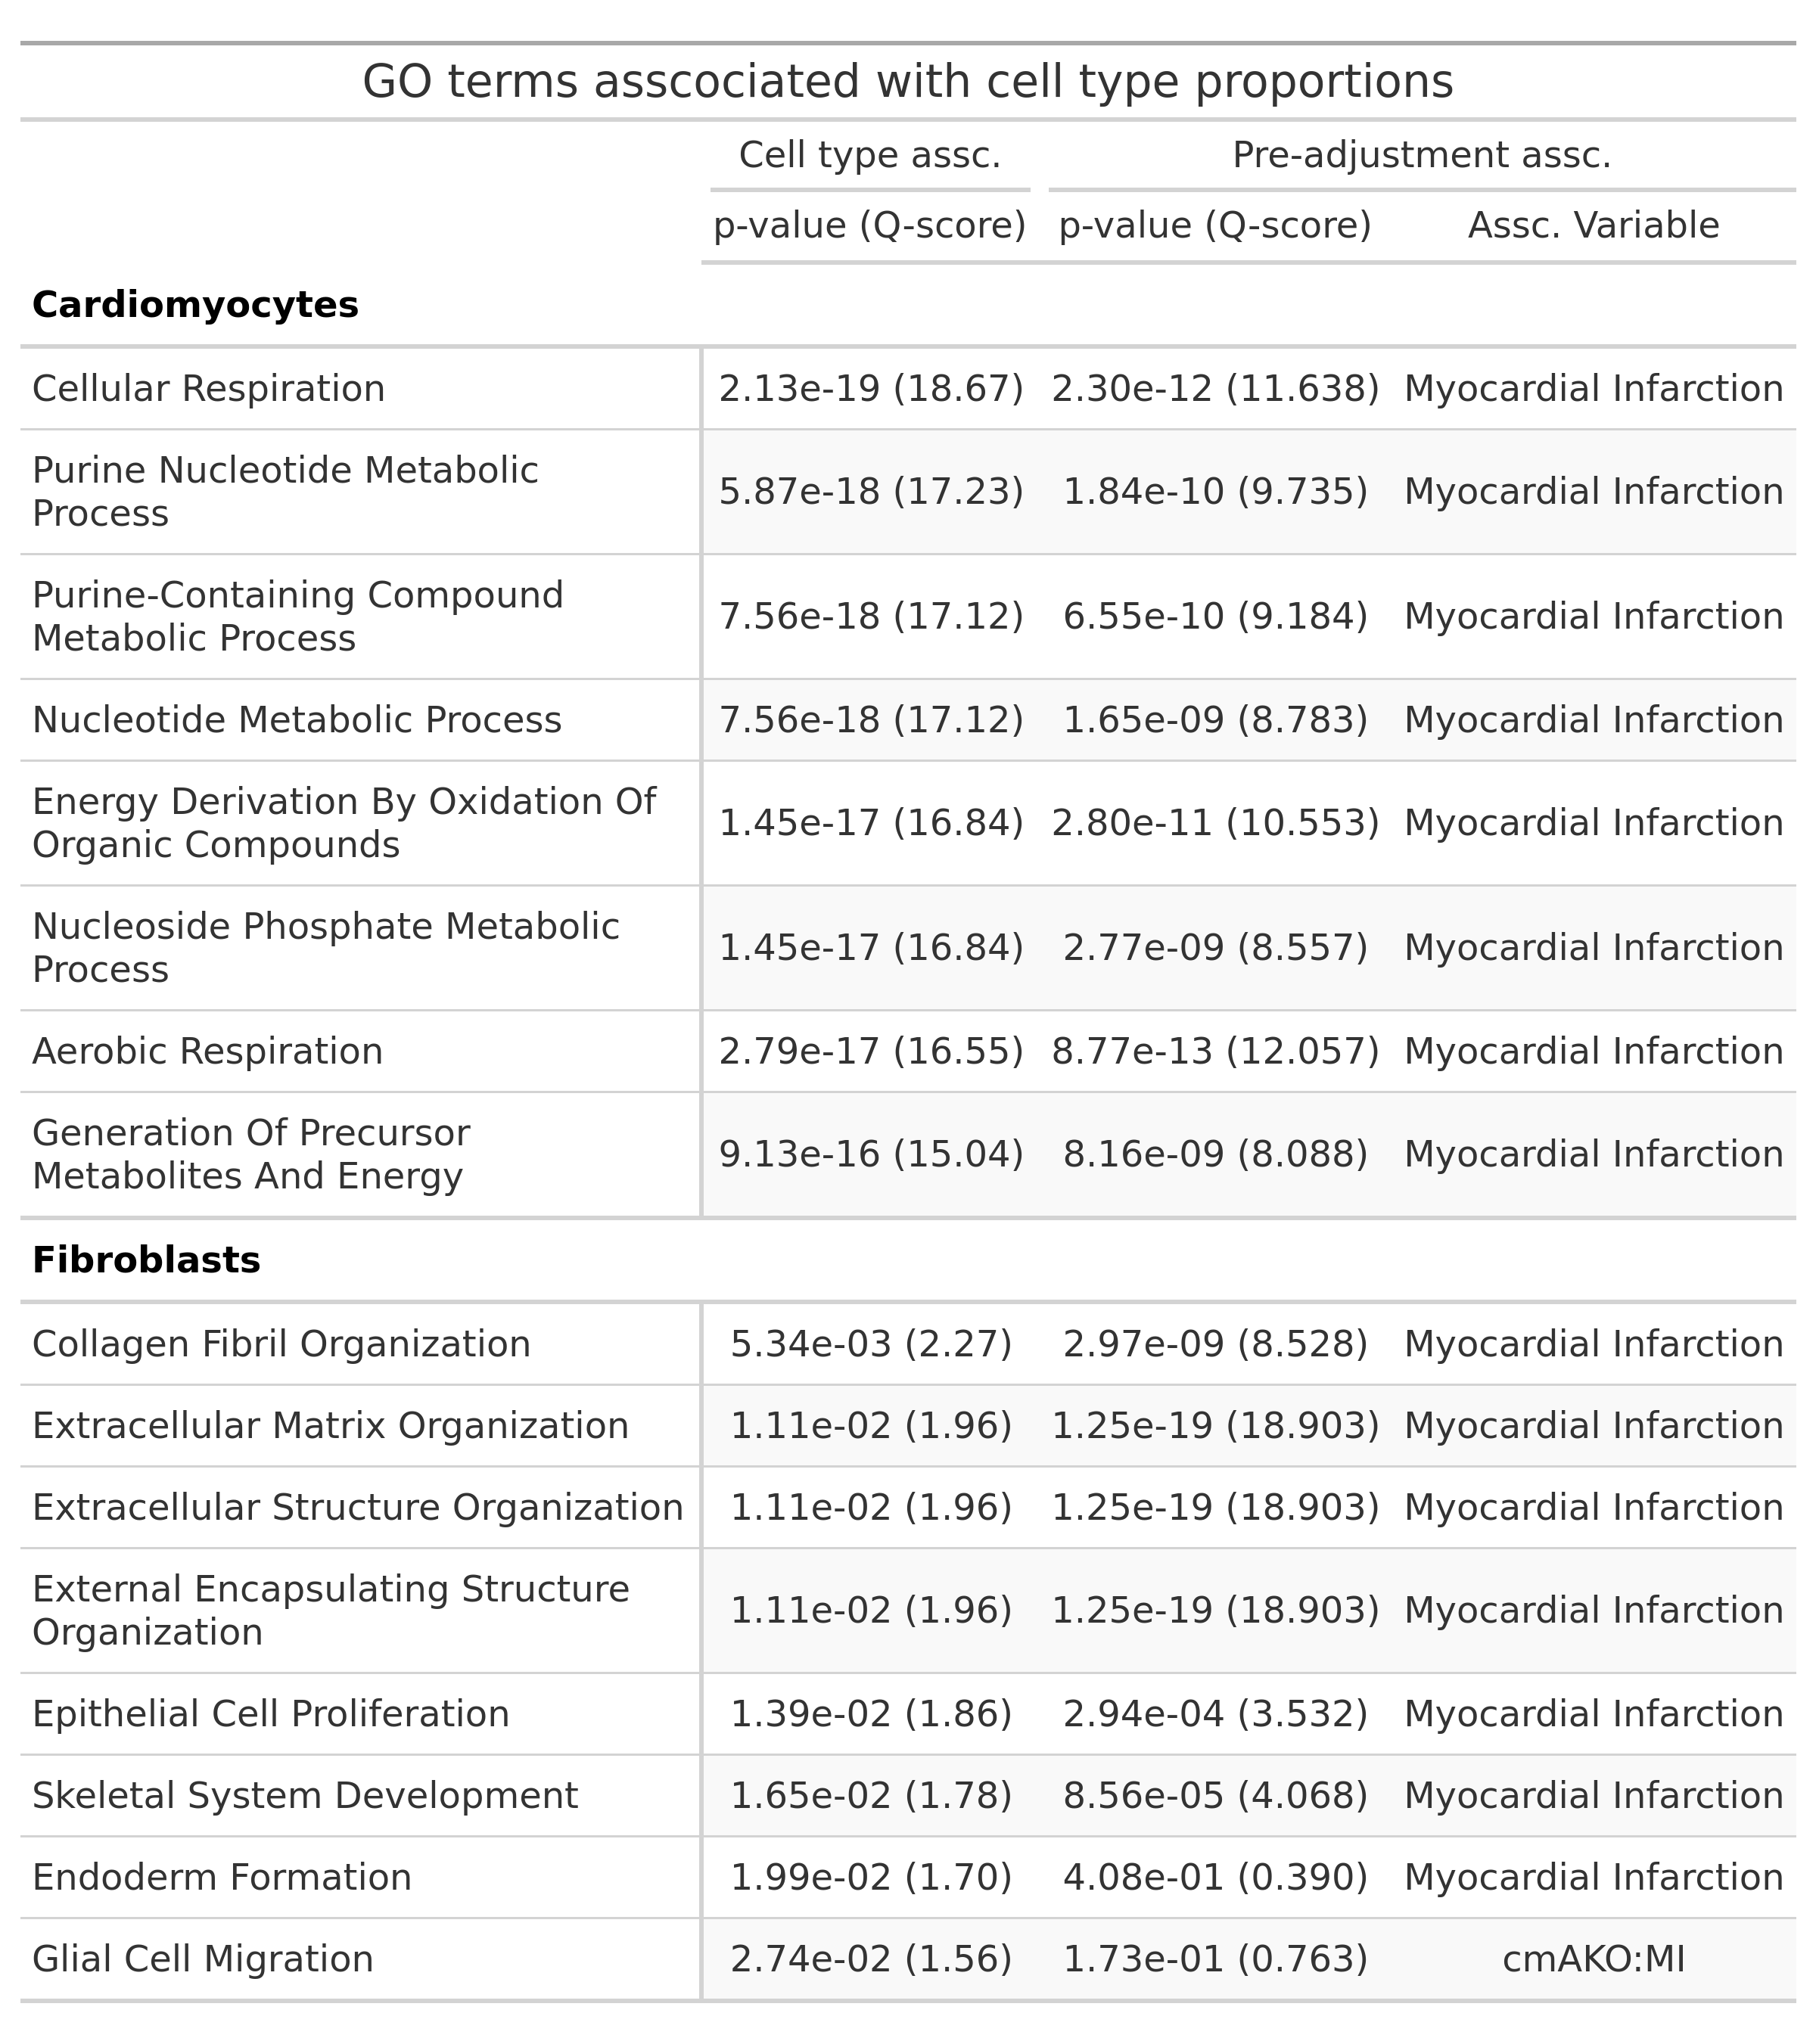 GO terms asscociated with cell type proportions
Cell type assc. Pre-adjustment assc.
p-value (Q-score) p-value (Q-score) Assc. Variable
Cardiomyocytes
Cellular Respiration 2.13e-19 (18.67) 2.30e-12 (11.638) Myocardial Infarction
Purine Nucleotide Metabolic
Process 5.87e-18 (17.23) 1.84e-10 (9.735) Myocardial Infarction
Purine-Containing Compound
Metabolic Process 7.56e-18 (17.12) 6.55e-10 (9.184) Myocardial Infarction
Nucleotide Metabolic Process 7.56e-18 (17.12) 1.65e-09 (8.783) Myocardial Infarction
Energy Derivation By Oxidation Of
Organic Compounds 1.45e-17 (16.84) 2.80e-11 (10.553) Myocardial Infarction
Nucleoside Phosphate Metabolic
Process 1.45e-17 (16.84) 2.77e-09 (8.557) Myocardial Infarction
Aerobic Respiration 2.79e-17 (16.55) 8.77e-13 (12.057) Myocardial Infarction
Generation Of Precursor
Metabolites And Energy 9.13e-16 (15.04) 8.16e-09 (8.088) Myocardial Infarction
Fibroblasts
Collagen Fibril Organization 5.34e-03 (2.27) 2.97e-09 (8.528) Myocardial Infarction
Extracellular Matrix Organization 1.11e-02 (1.96) 1.25e-19 (18.903) Myocardial Infarction
Extracellular Structure Organization 1.11e-02 (1.96) 1.25e-19 (18.903) Myocardial Infarction
External Encapsulating Structure
Organization 1.11e-02 (1.96) 1.25e-19 (18.903) Myocardial Infarction
Epithelial Cell Proliferation 1.39e-02 (1.86) 2.94e-04 (3.532) Myocardial Infarction
Skeletal System Development 1.65e-02 (1.78) 8.56e-05 (4.068) Myocardial Infarction
Endoderm Formation 1.99e-02 (1.70) 4.08e-01 (0.390) Myocardial Infarction
Glial Cell Migration 2.74e-02 (1.56) 1.73e-01 (0.763) cmAKO:MI